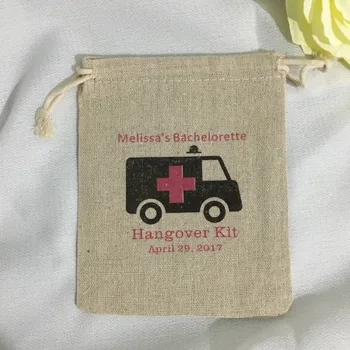 Melissa's Bachelorette
Hangover Kit
April 29, 2017